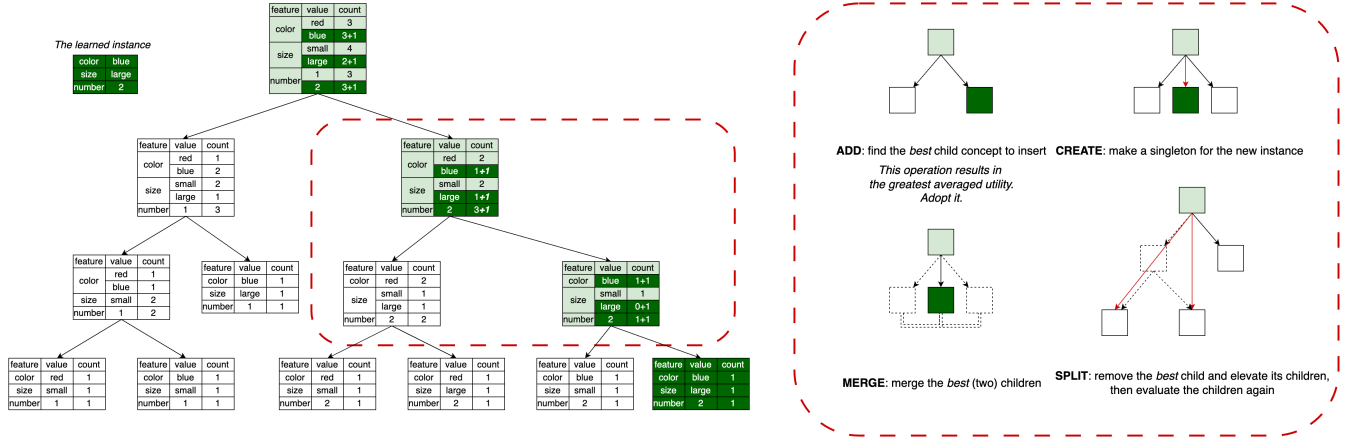 The learned instance
color blue
size large
number 2
feature value count
color red 3
blue 3+1
size small 4
large 2+1
number 1 3
2 3+1
feature value count
color red 1
blue 2
size small 2
large 1
number 1 3
feature value count
color red 2
blue 1+1
size small 2
large 1+1
number 2 3+1
feature value count
color red 1
blue 1
size small 2
number 1 2
feature value count
color blue 1
size large 1
number 1 1
feature value count
color red 2
size small 1
large 1
number 2 2
feature value count
color blue 1+1
size small 1
large 0+1
number 2 1+1
feature value count
color red 1
size small 1
number 1 1
feature value count
color blue 1
size small 1
number 1 1
feature value count
color red 1
size small 1
number 2 1
feature value count
color red 1
size large 1
number 2 1
feature value count
color blue 1
size small 1
number 2 1
feature value count
color blue 1
size large 1
number 2 1
ADD: find the best child concept to insert
This operation results in
the greatest averaged utility.
Adopt it.
CREATE: make a singleton for the new instance
MERGE: merge the best (two) children
SPLIT: remove the best child and elevate its children,
then evaluate the children again